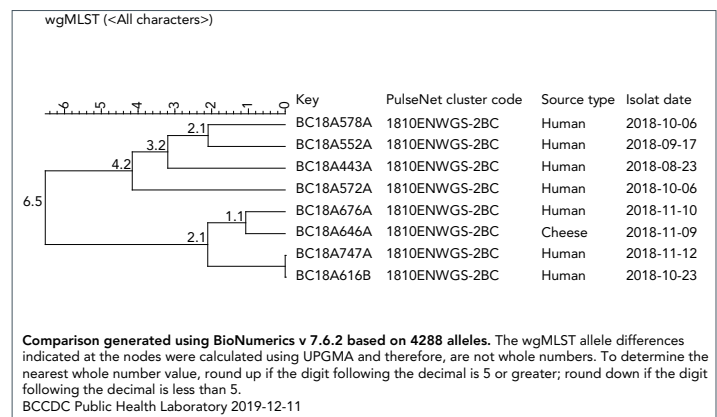 wgMLST (<All characters>)
-6 -5 -4 -3 -2 -1 -0
Key PulseNet cluster code Source type Isolat date
2.1 BC18A578A 1810ENWGS-2BC Human 2018-10-06
3.2 BC18A552A 1810ENWGS-2BC Human 2018-09-17
4.2 BC18A443A 1810ENWGS-2BC Human 2018-08-23
BC18A572A 1810ENWGS-2BC Human 2018-10-06
6.5
1.1 BC18A676A 1810ENWGS-2BC Human 2018-11-10
2.1 BC18A646A 1810ENWGS-2BC Cheese 2018-11-09
BC18A747A 1810ENWGS-2BC Human 2018-11-12
BC18A616B 1810ENWGS-2BC Human 2018-10-23
Comparison generated using BioNumerics v 7.6.2 based on 4288 alleles. The wgMLST allele differences
indicated at the nodes were calculated using UPGMA and therefore, are not whole numbers. To determine the
nearest whole number value, round up if the digit following the decimal is 5 or greater; round down if the digit
following the decimal is less than 5.
BCCDC Public Health Laboratory 2019-12-11